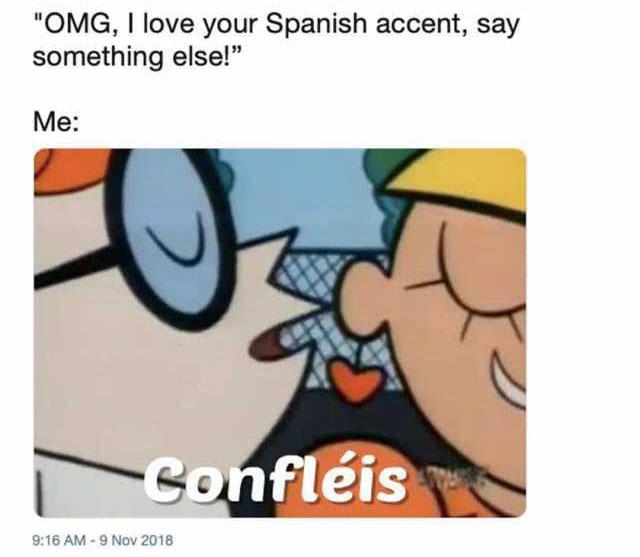 "OMG, I love your Spanish accent, say
something else!”
Me:
Confléis
9:16 AM - 9 Nov 2018